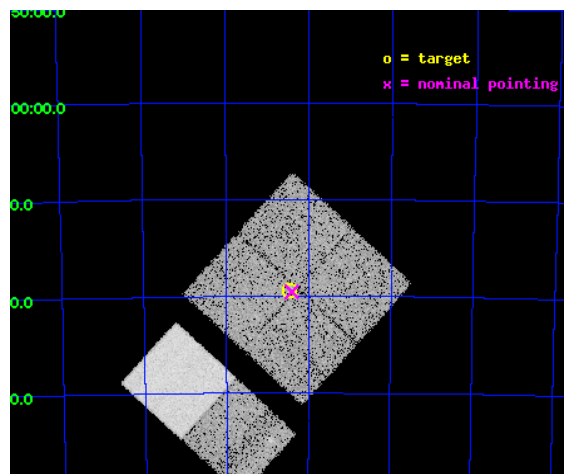 50:00.0
o = target
x = nominal pointing
00:00.0
0.0
0.0
0.0